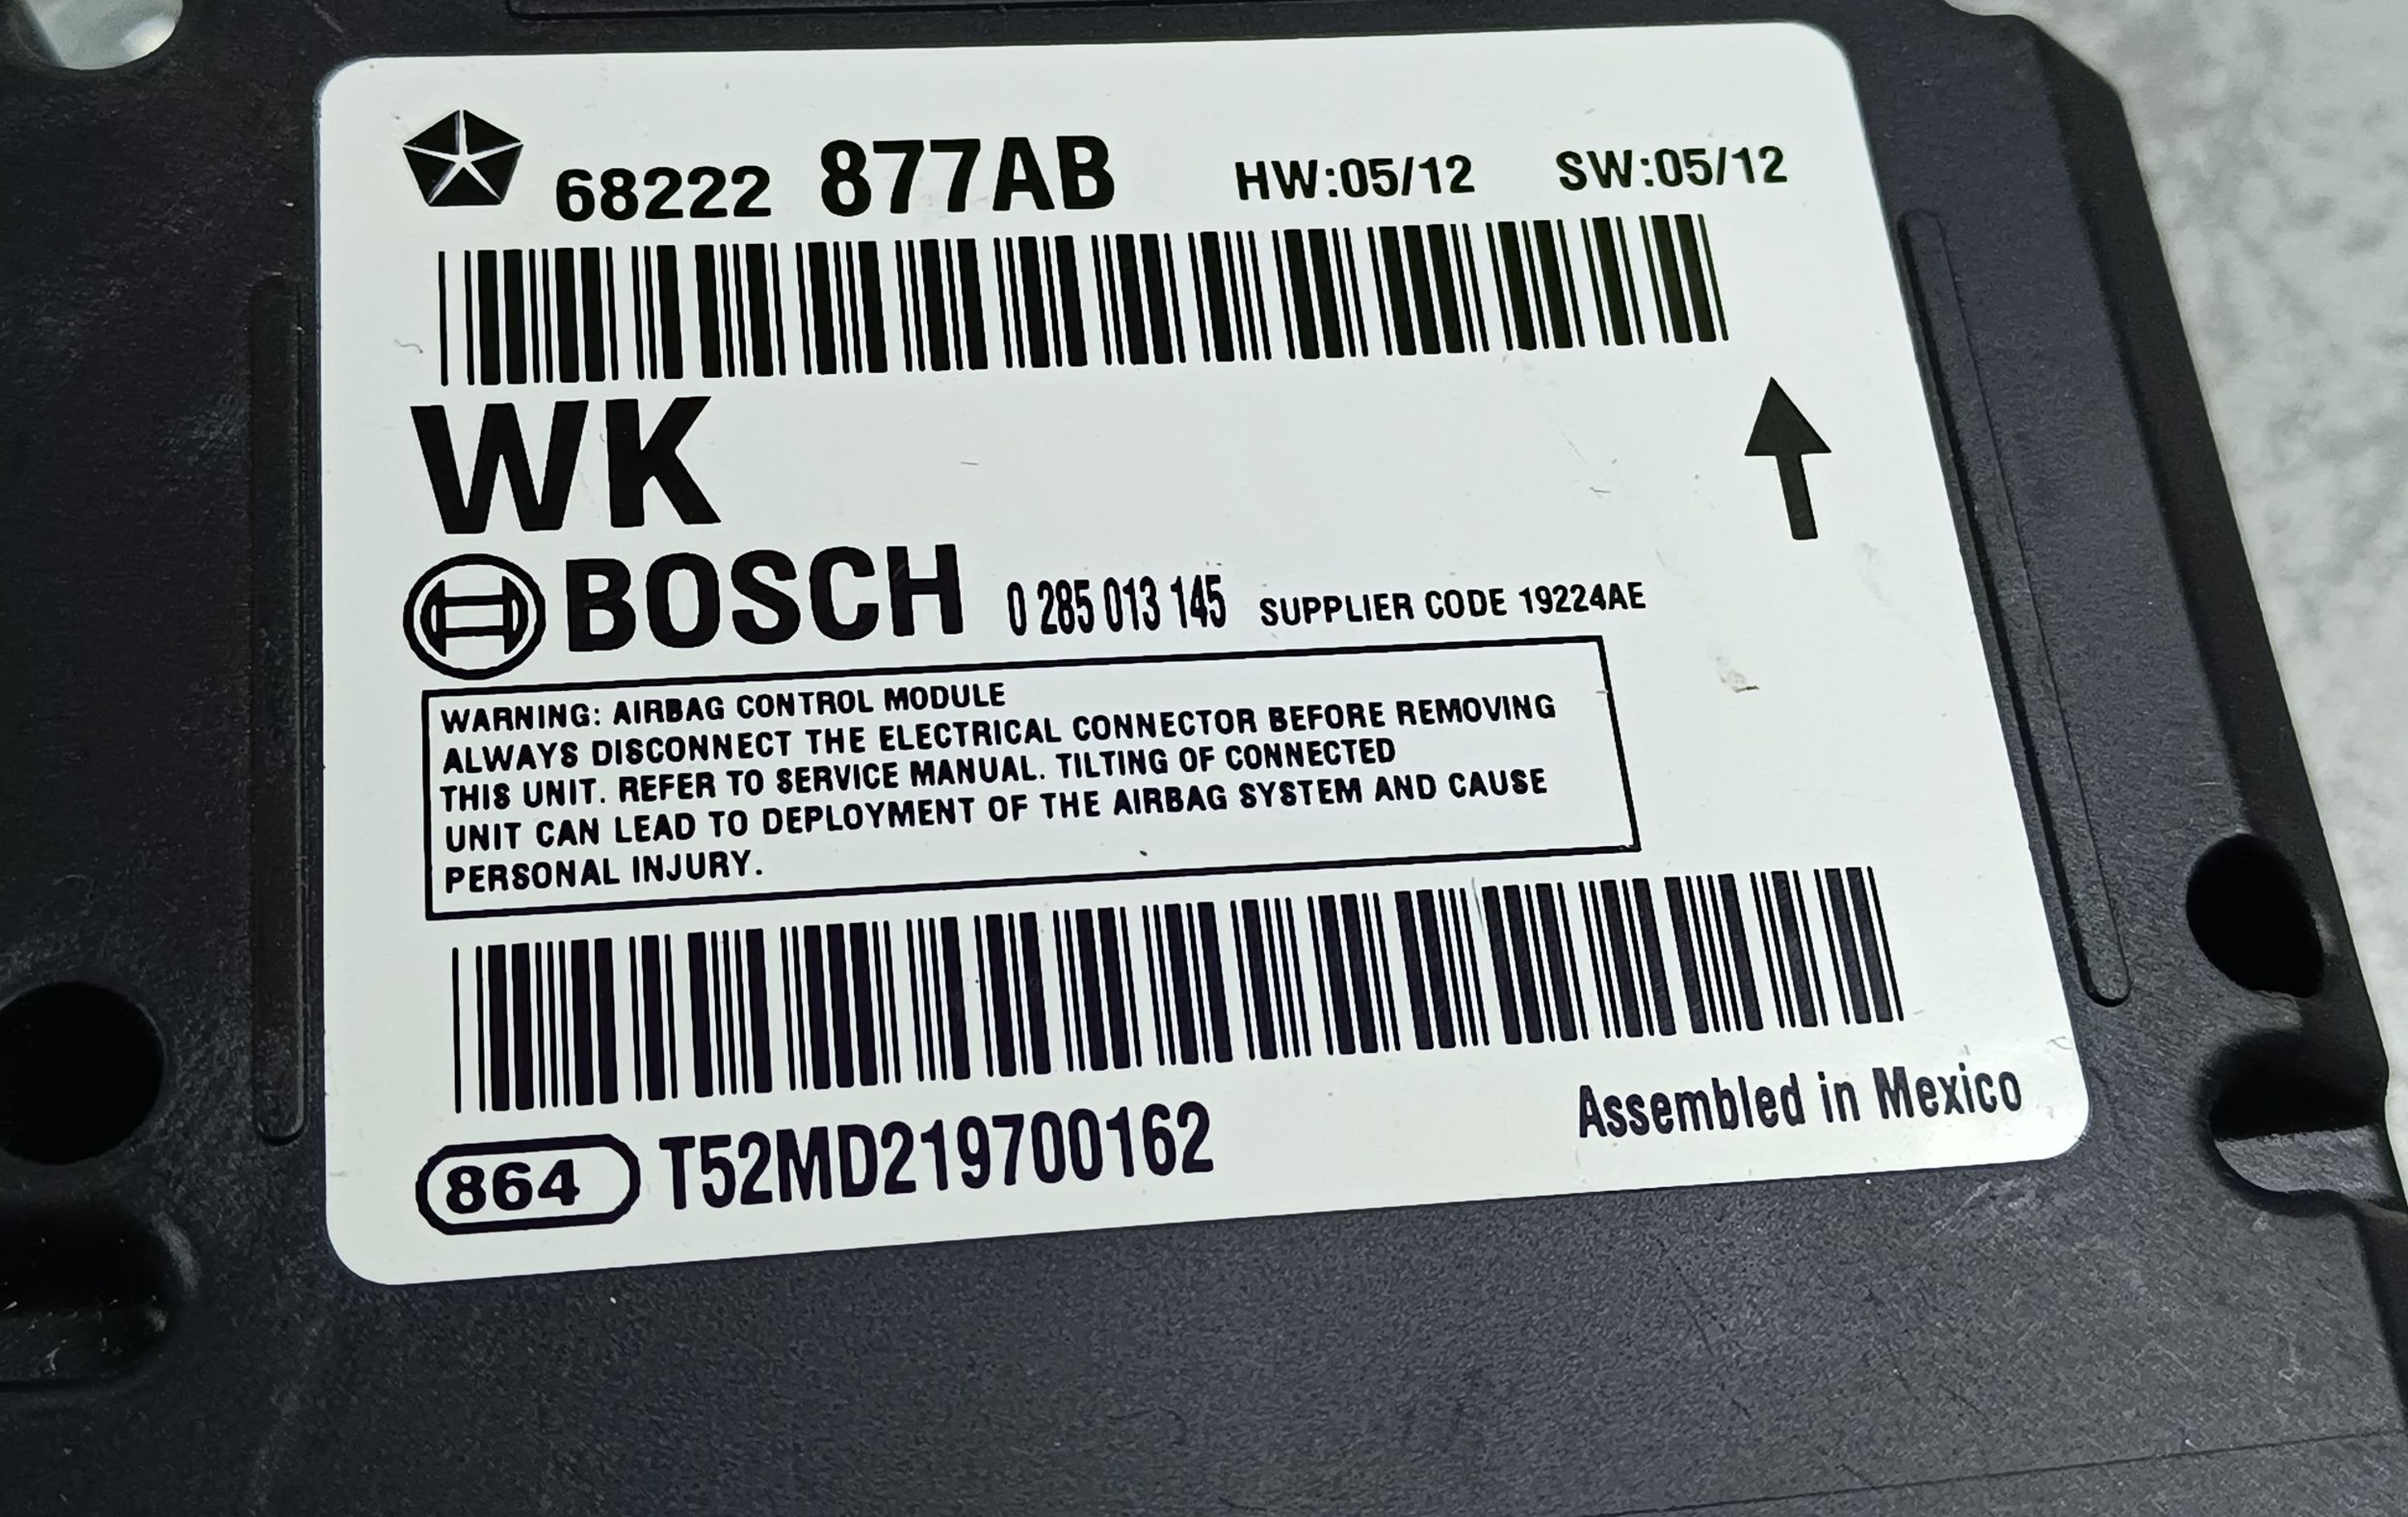 68222 877AB HW:05/12 SW:05/12
WK
BOSCH 0 285 013 145 SUPPLIER CODE 19224AE
WARNING: AIRBAG CONTROL MODULE
ALWAYS DISCONNECT THE ELECTRICAL CONNECTOR BEFORE REMOVING
THIS UNIT. REFER TO SERVICE MANUAL. TILTING OF CONNECTED
UNIT CAN LEAD TO DEPLOYMENT OF THE AIRBAG SYSTEM AND CAUSE
PERSONAL INJURY.
864 T52MD219700162 Assembled in Mexico